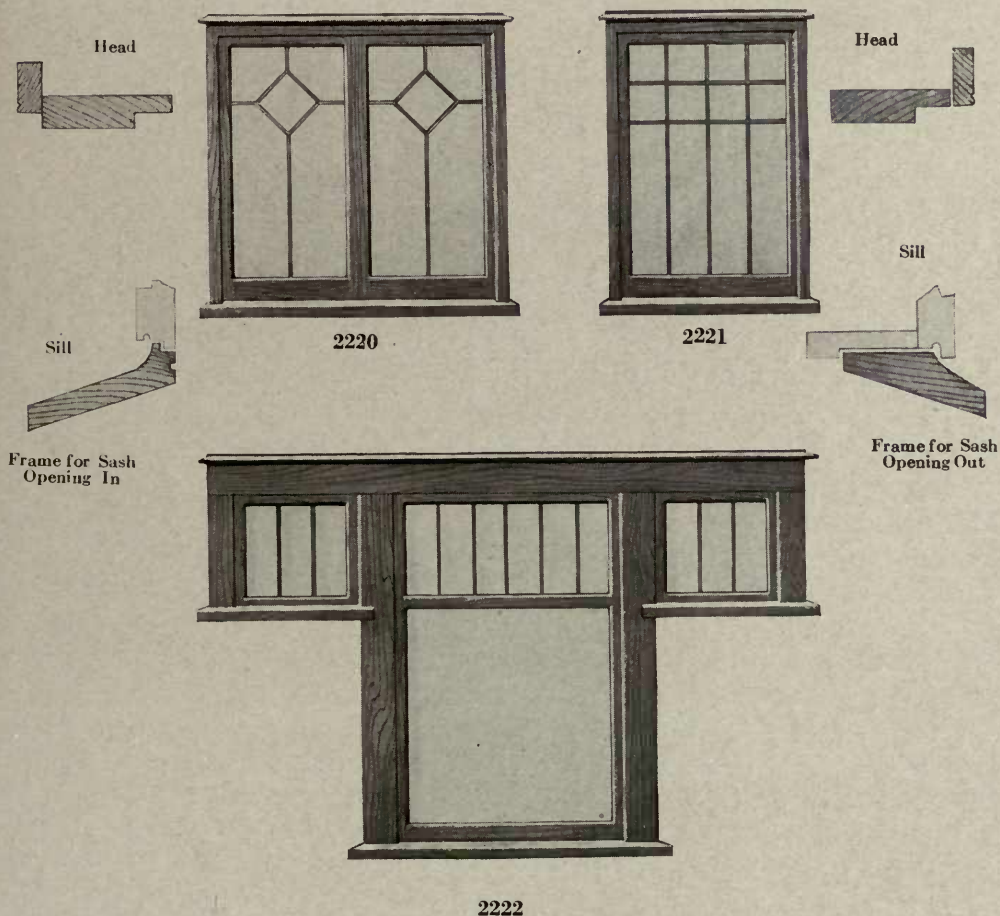 Head
Head
2220
2221
Sill
Sill
Frame for Sash
Opening In
Frame for Sash
Opening Out
2222